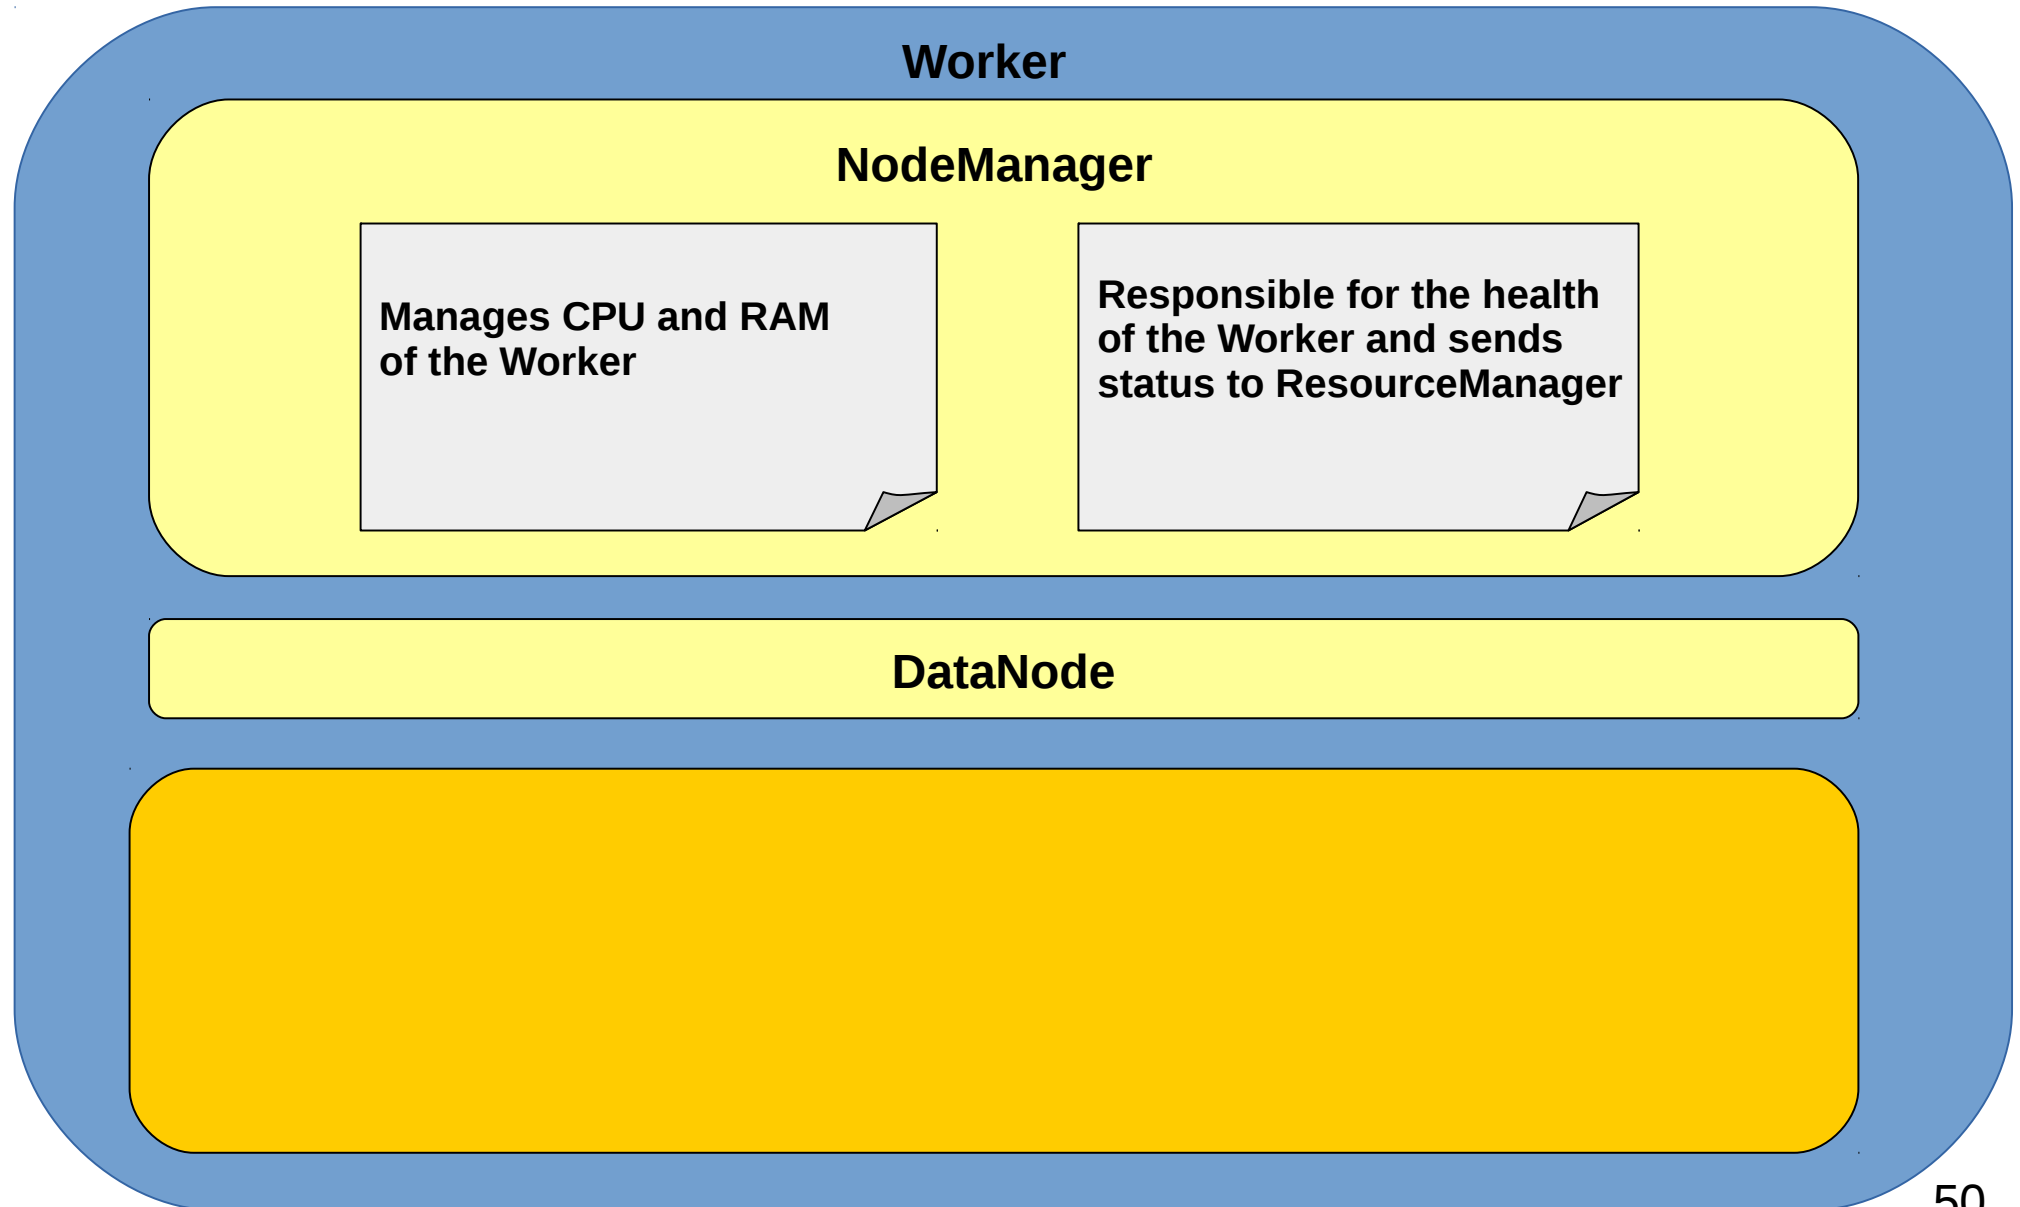 Worker
NodeManager
Manages CPU and RAM
of the Worker
Responsible for the health
of the Worker and sends
status to ResourceManager
DataNode
50